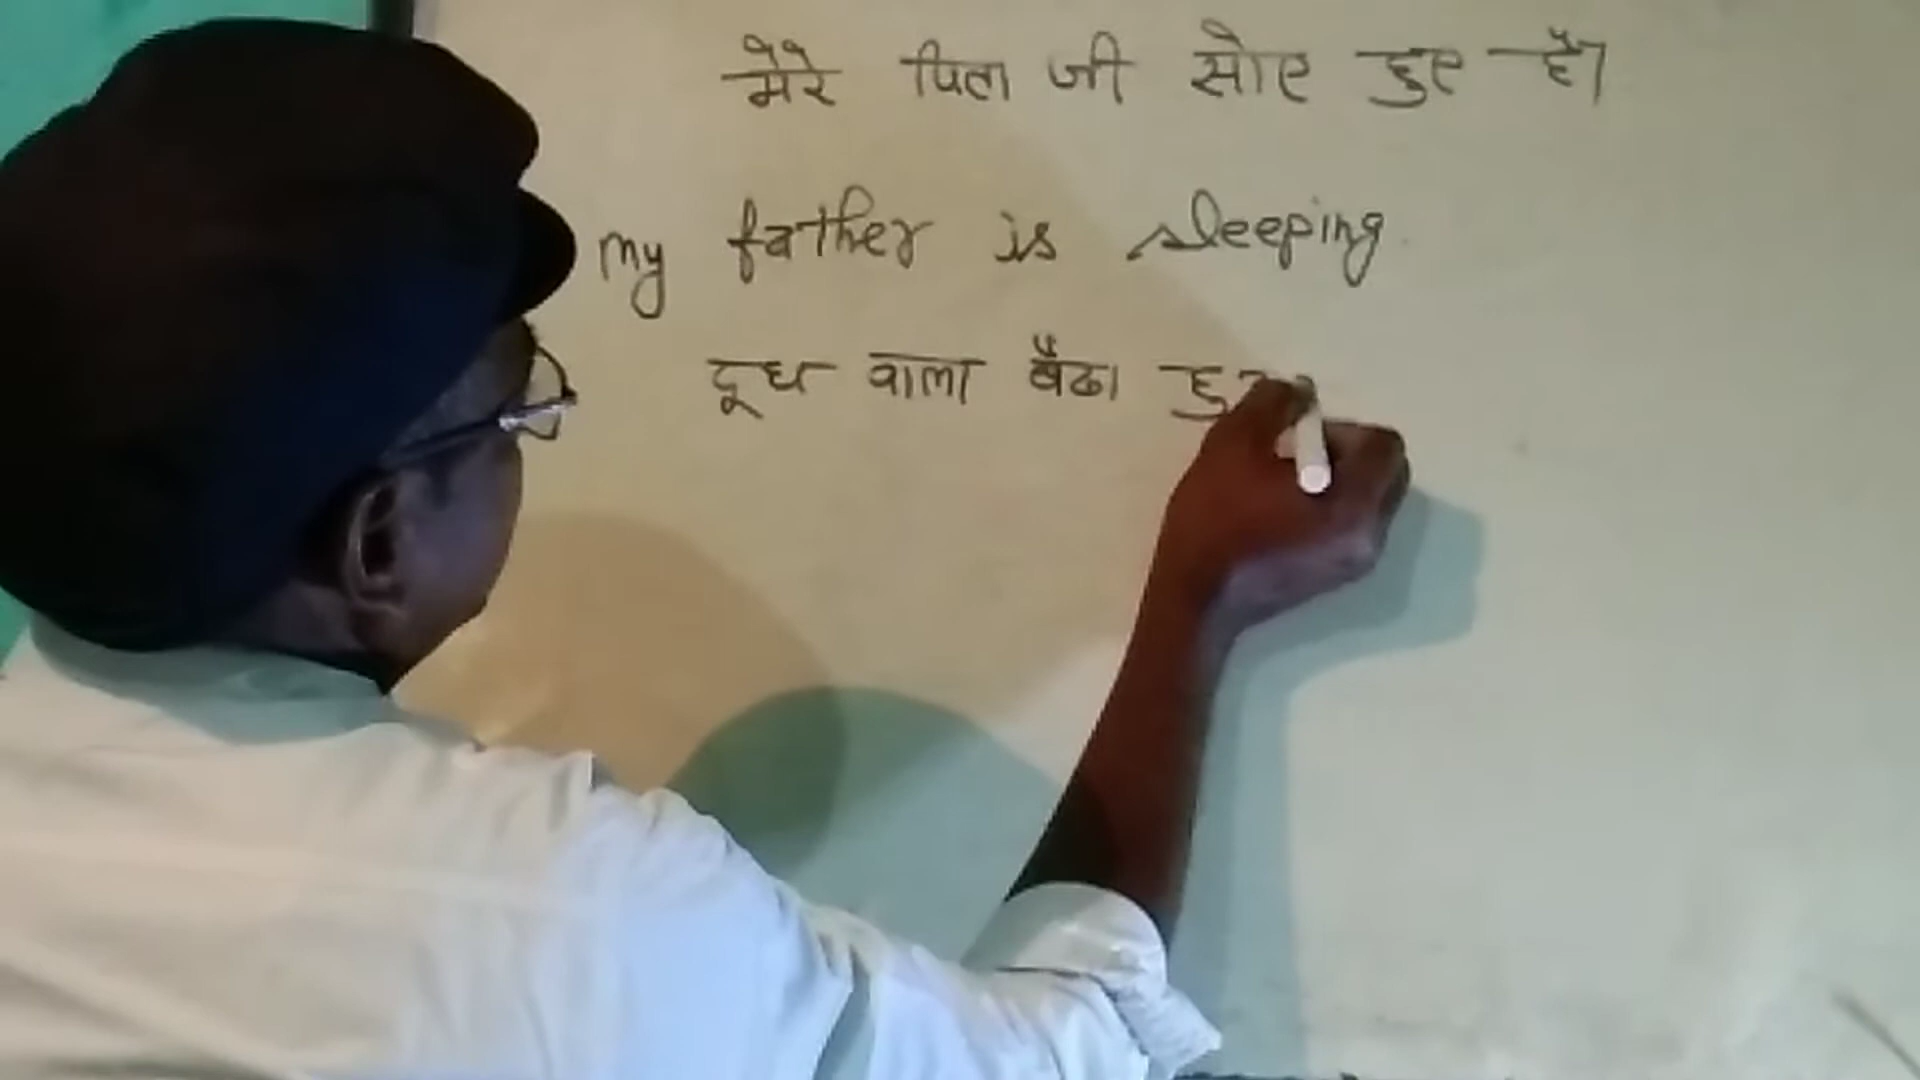 मेरे पिता जी सोए हुए हैं।
my father is sleeping
दूध वाला बैठा